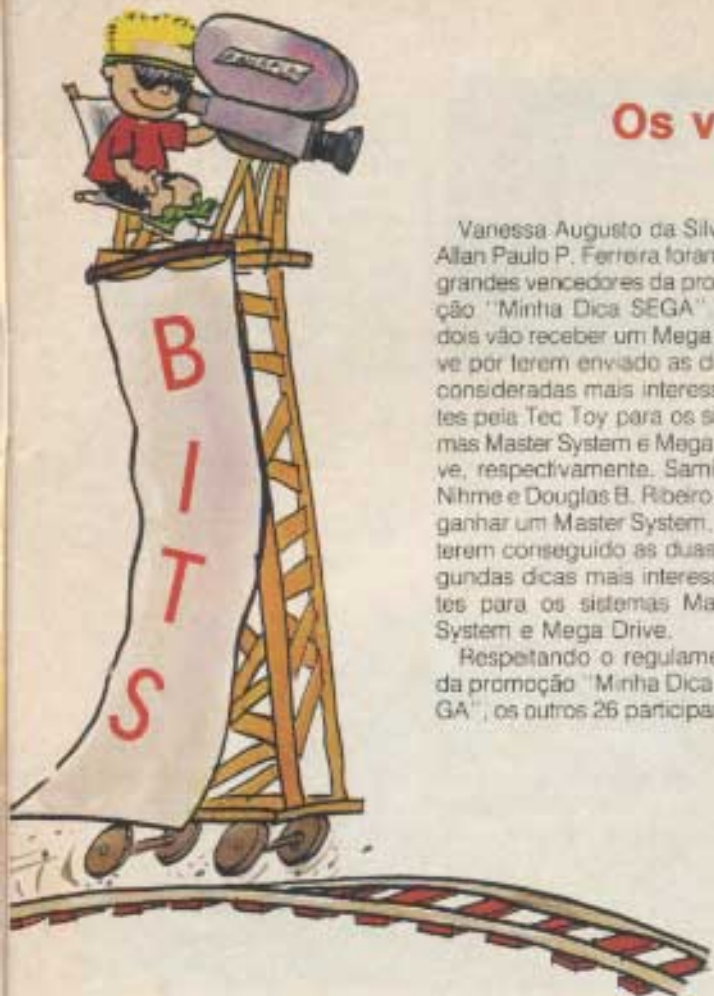 B
I
T
S
Os v
Vanessa Augusto da Silv
Allan Paulo P. Ferreira foran
grandes vencedores da pro
ção "Minha Dica SEGA".
dois vão receber um Mega
ve por terem enviado as d
consideradas mais interess
tes pela Tec Toy para os s
mas Master System e Mega
ve, respectivamente. Sami
Nihme e Douglas B. Ribeiro
ganhar um Master System.
terem conseguido as duas
gundas dicas mais interess
tes para os sistemas Ma
System e Mega Drive.
Respeitando o regulame
da promoção "Minha Dica
GA", os outros 26 participa